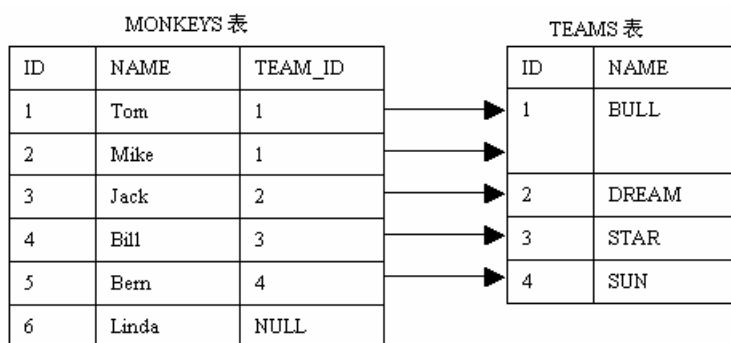 MONKEYS 表
ID NAME TEAM_ID
1 Tom 1
2 Mike 1
3 Jack 2
4 Bill 3
5 Bern 4
6 Linda NULL
TEAMS 表
ID NAME
1 BULL
2 DREAM
3 STAR
4 SUN